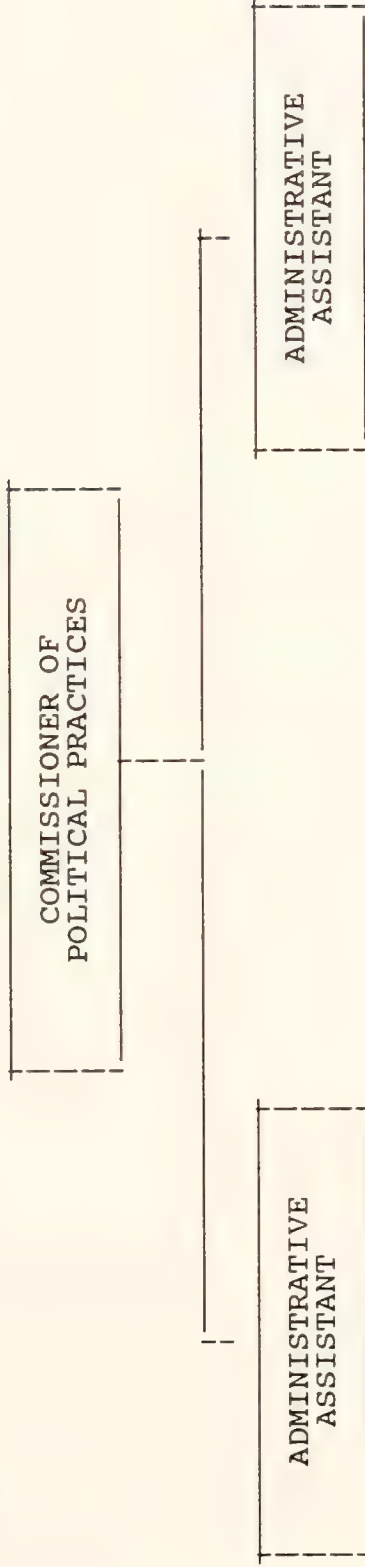 COMMISSIONER OF
POLITICAL PRACTICES
ADMINISTRATIVE
ASSISTANT
ADMINISTRATIVE
ASSISTANT